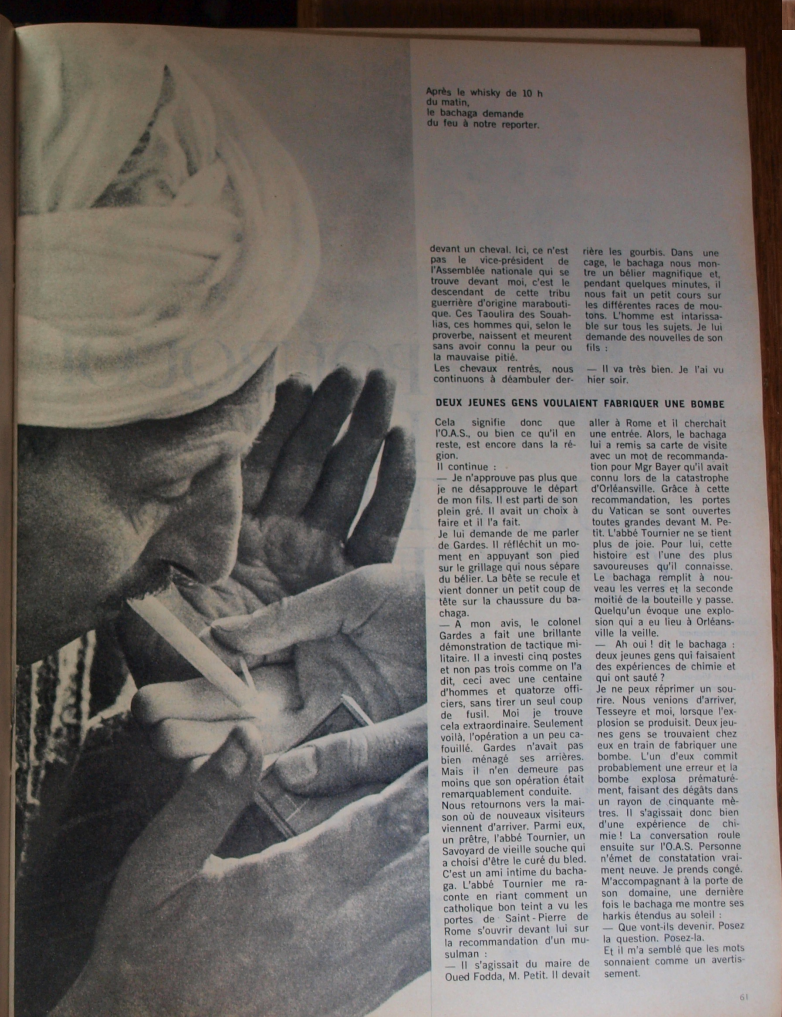 Après le whisky de 10 h
du matin,
le bachaga demande
du feu à notre reporter.
devant un cheval. Ici, ce n'est
pas le vice-président de
l'Assemblée nationale qui se
trouve devant moi, c'est le
descendant de cette tribu
guerrière d'origine marabouti-
que. Ces Taoulira des Souah-
lias, ces hommes qui, selon le
proverbe, naissent et meurent
sans avoir connu la peur ou
la mauvaise pitié.
Les chevaux rentrés, nous
continuons à déambuler der-
rière les gourbis. Dans une
cage, le bachaga nous mon-
tre un bélier magnifique et,
pendant quelques minutes, il
nous fait un petit cours sur
les différentes races de mou-
tons. L'homme est intarissa-
ble sur tous les sujets. Je lui
demande des nouvelles de son
fils :
— Il va très bien. Je l'ai vu
hier soir.
DEUX JEUNES GENS VOULAIENT FABRIQUER UNE BOMBE
Cela signifie donc que
l'O.A.S., ou bien ce qu'il en
reste, est encore dans la ré-
gion.
Il continue :
— Je n'approuve pas plus que
je ne désapprouve le départ
de mon fils. Il est parti de son
plein gré. Il avait un choix à
faire et il l'a fait.
Je lui demande de me parler
de Gardes. Il réfléchit un mo-
ment en appuyant son pied
sur le grillage qui nous sépare
du bélier. La bête se recule et
vient donner un petit coup de
tête sur la chaussure du ba-
chaga.
— A mon avis, le colonel
Gardes a fait une brillante
démonstration de tactique mi-
litaire. Il a investi cinq postes
et non pas trois comme on l'a
dit, ceci avec une centaine
d'hommes et quatorze offi-
ciers, sans tirer un seul coup
de fusil. Moi je trouve
cela extraordinaire. Seulement
voilà, l'opération a un peu ca-
fouillé. Gardes n'avait pas
bien ménagé ses arrières.
Mais il n'en demeure pas
moins que son opération était
remarquablement conduite.
Nous retournons vers la mai-
son où de nouveaux visiteurs
viennent d'arriver. Parmi eux,
un prêtre, l'abbé Tournier, un
Savoyard de vieille souche qui
a choisi d'être le curé du bled.
C'est un ami intime du bacha-
ga. L'abbé Tournier me ra-
conte en riant comment un
catholique bon teint a vu les
portes de Saint-Pierre de
Rome s'ouvrir devant lui sur
la recommandation d'un mu-
sulman :
— Il s'agissait du maire de
Oued Fodda, M. Petit. Il devait
aller à Rome et il cherchait
une entrée. Alors, le bachaga
lui a remis sa carte de visite
avec un mot de recommanda-
tion pour Mgr Bayer qu'il avait
connu lors de la catastrophe
d'Orléansville. Grâce à cette
recommandation, les portes
du Vatican se sont ouvertes
toutes grandes devant M. Pe-
tit. L'abbé Tournier ne se tient
plus de joie. Pour lui, cette
histoire est l'une des plus
savoureuses qu'il connaisse.
Le bachaga remplit à nou-
veau les verres et la seconde
moitié de la bouteille y passe.
Quelqu'un évoque une explo-
sion qui a eu lieu à Orléans-
ville la veille.
— Ah oui ! dit le bachaga :
deux jeunes gens qui faisaient
des expériences de chimie et
qui ont sauté ?
Je ne peux réprimer un sou-
rire. Nous venions d'arriver,
Tesseyre et moi, lorsque l'ex-
plosion se produisit. Deux jeu-
nes gens se trouvaient chez
eux en train de fabriquer une
bombe. L'un d'eux commit
probablement une erreur et la
bombe explosa prématuré-
ment, faisant des dégâts dans
un rayon de cinquante mè-
tres. Il s'agissait donc bien
d'une expérience de chi-
mie ! La conversation roule
ensuite sur l'O.A.S. Personne
n'émet de constatation vrai-
ment neuve. Je prends congé.
M'accompagnant à la porte de
son domaine, une dernière
fois le bachaga me montre ses
harkis étendus au soleil :
— Que vont-ils devenir. Posez
la question. Posez-la.
Et il m'a semblé que les mots
sonnaient comme un avertis-
sement.
61